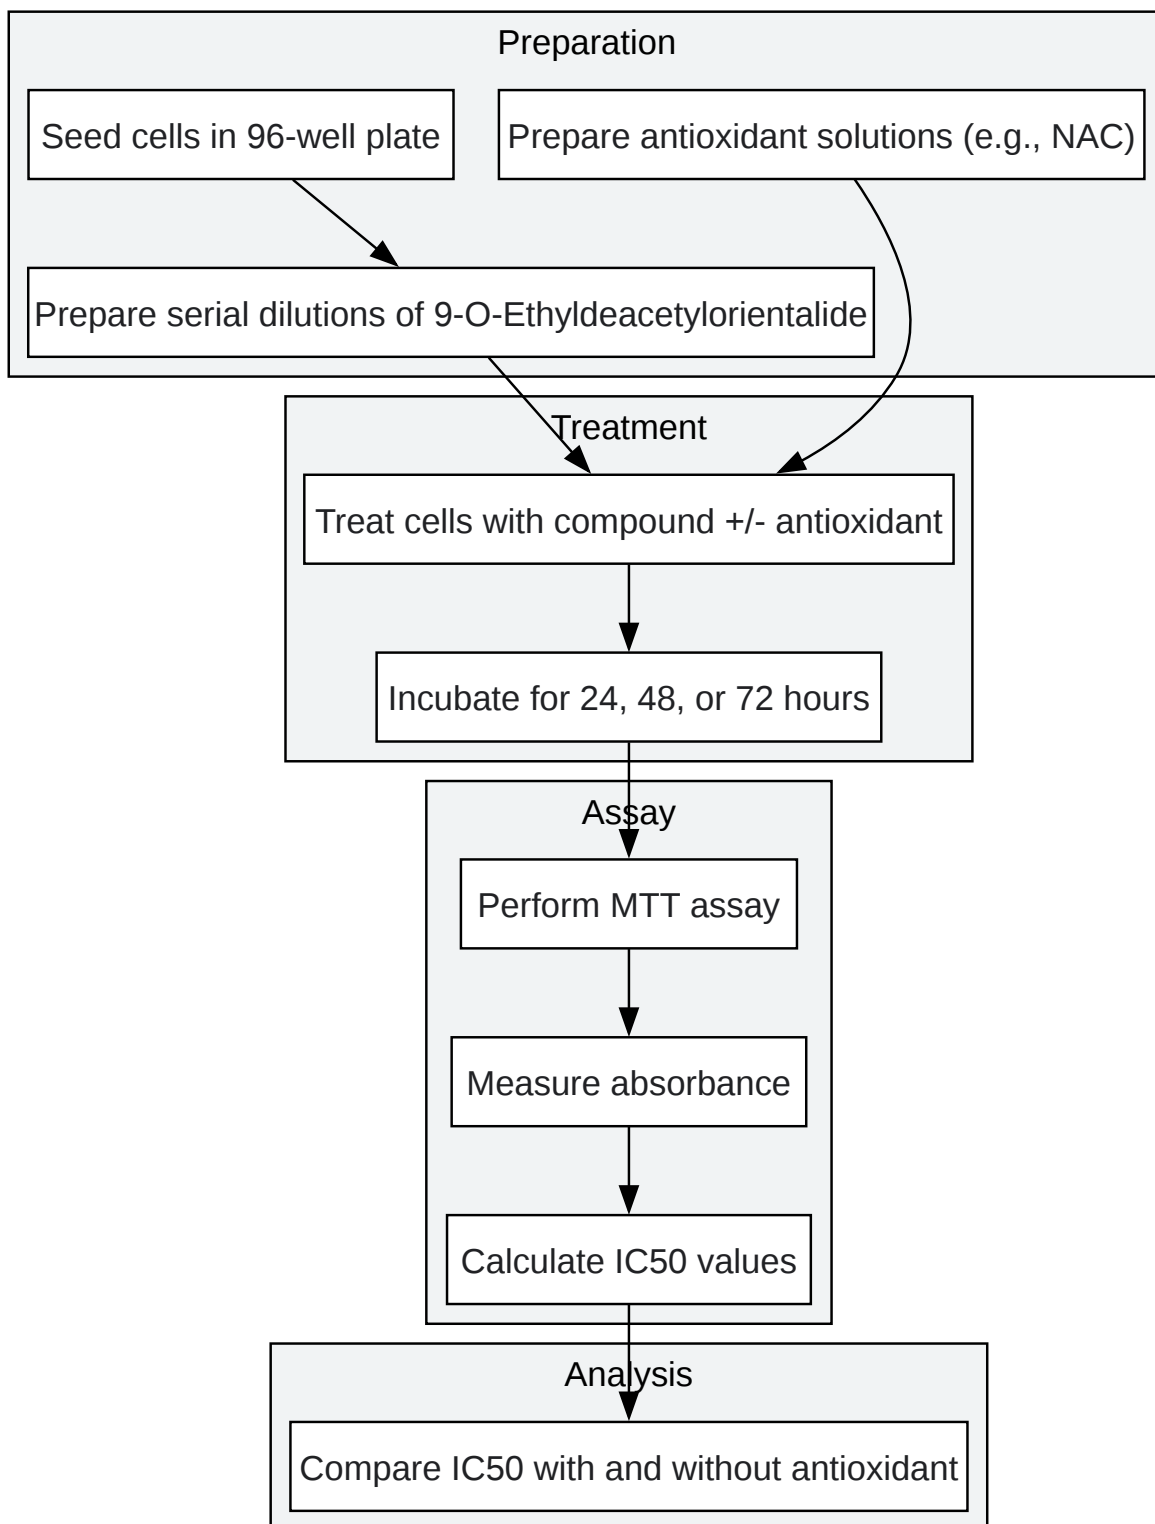 Preparation
Seed cells in 96-well plate
Prepare antioxidant solutions (e.g., NAC)
Prepare serial dilutions of 9-O-Ethyldeacetylorientalide
Treatment
Treat cells with compound +/- antioxidant
Incubate for 24, 48, or 72 hours
Assay
Perform MTT assay
Measure absorbance
Calculate IC50 values
Analysis
Compare IC50 with and without antioxidant